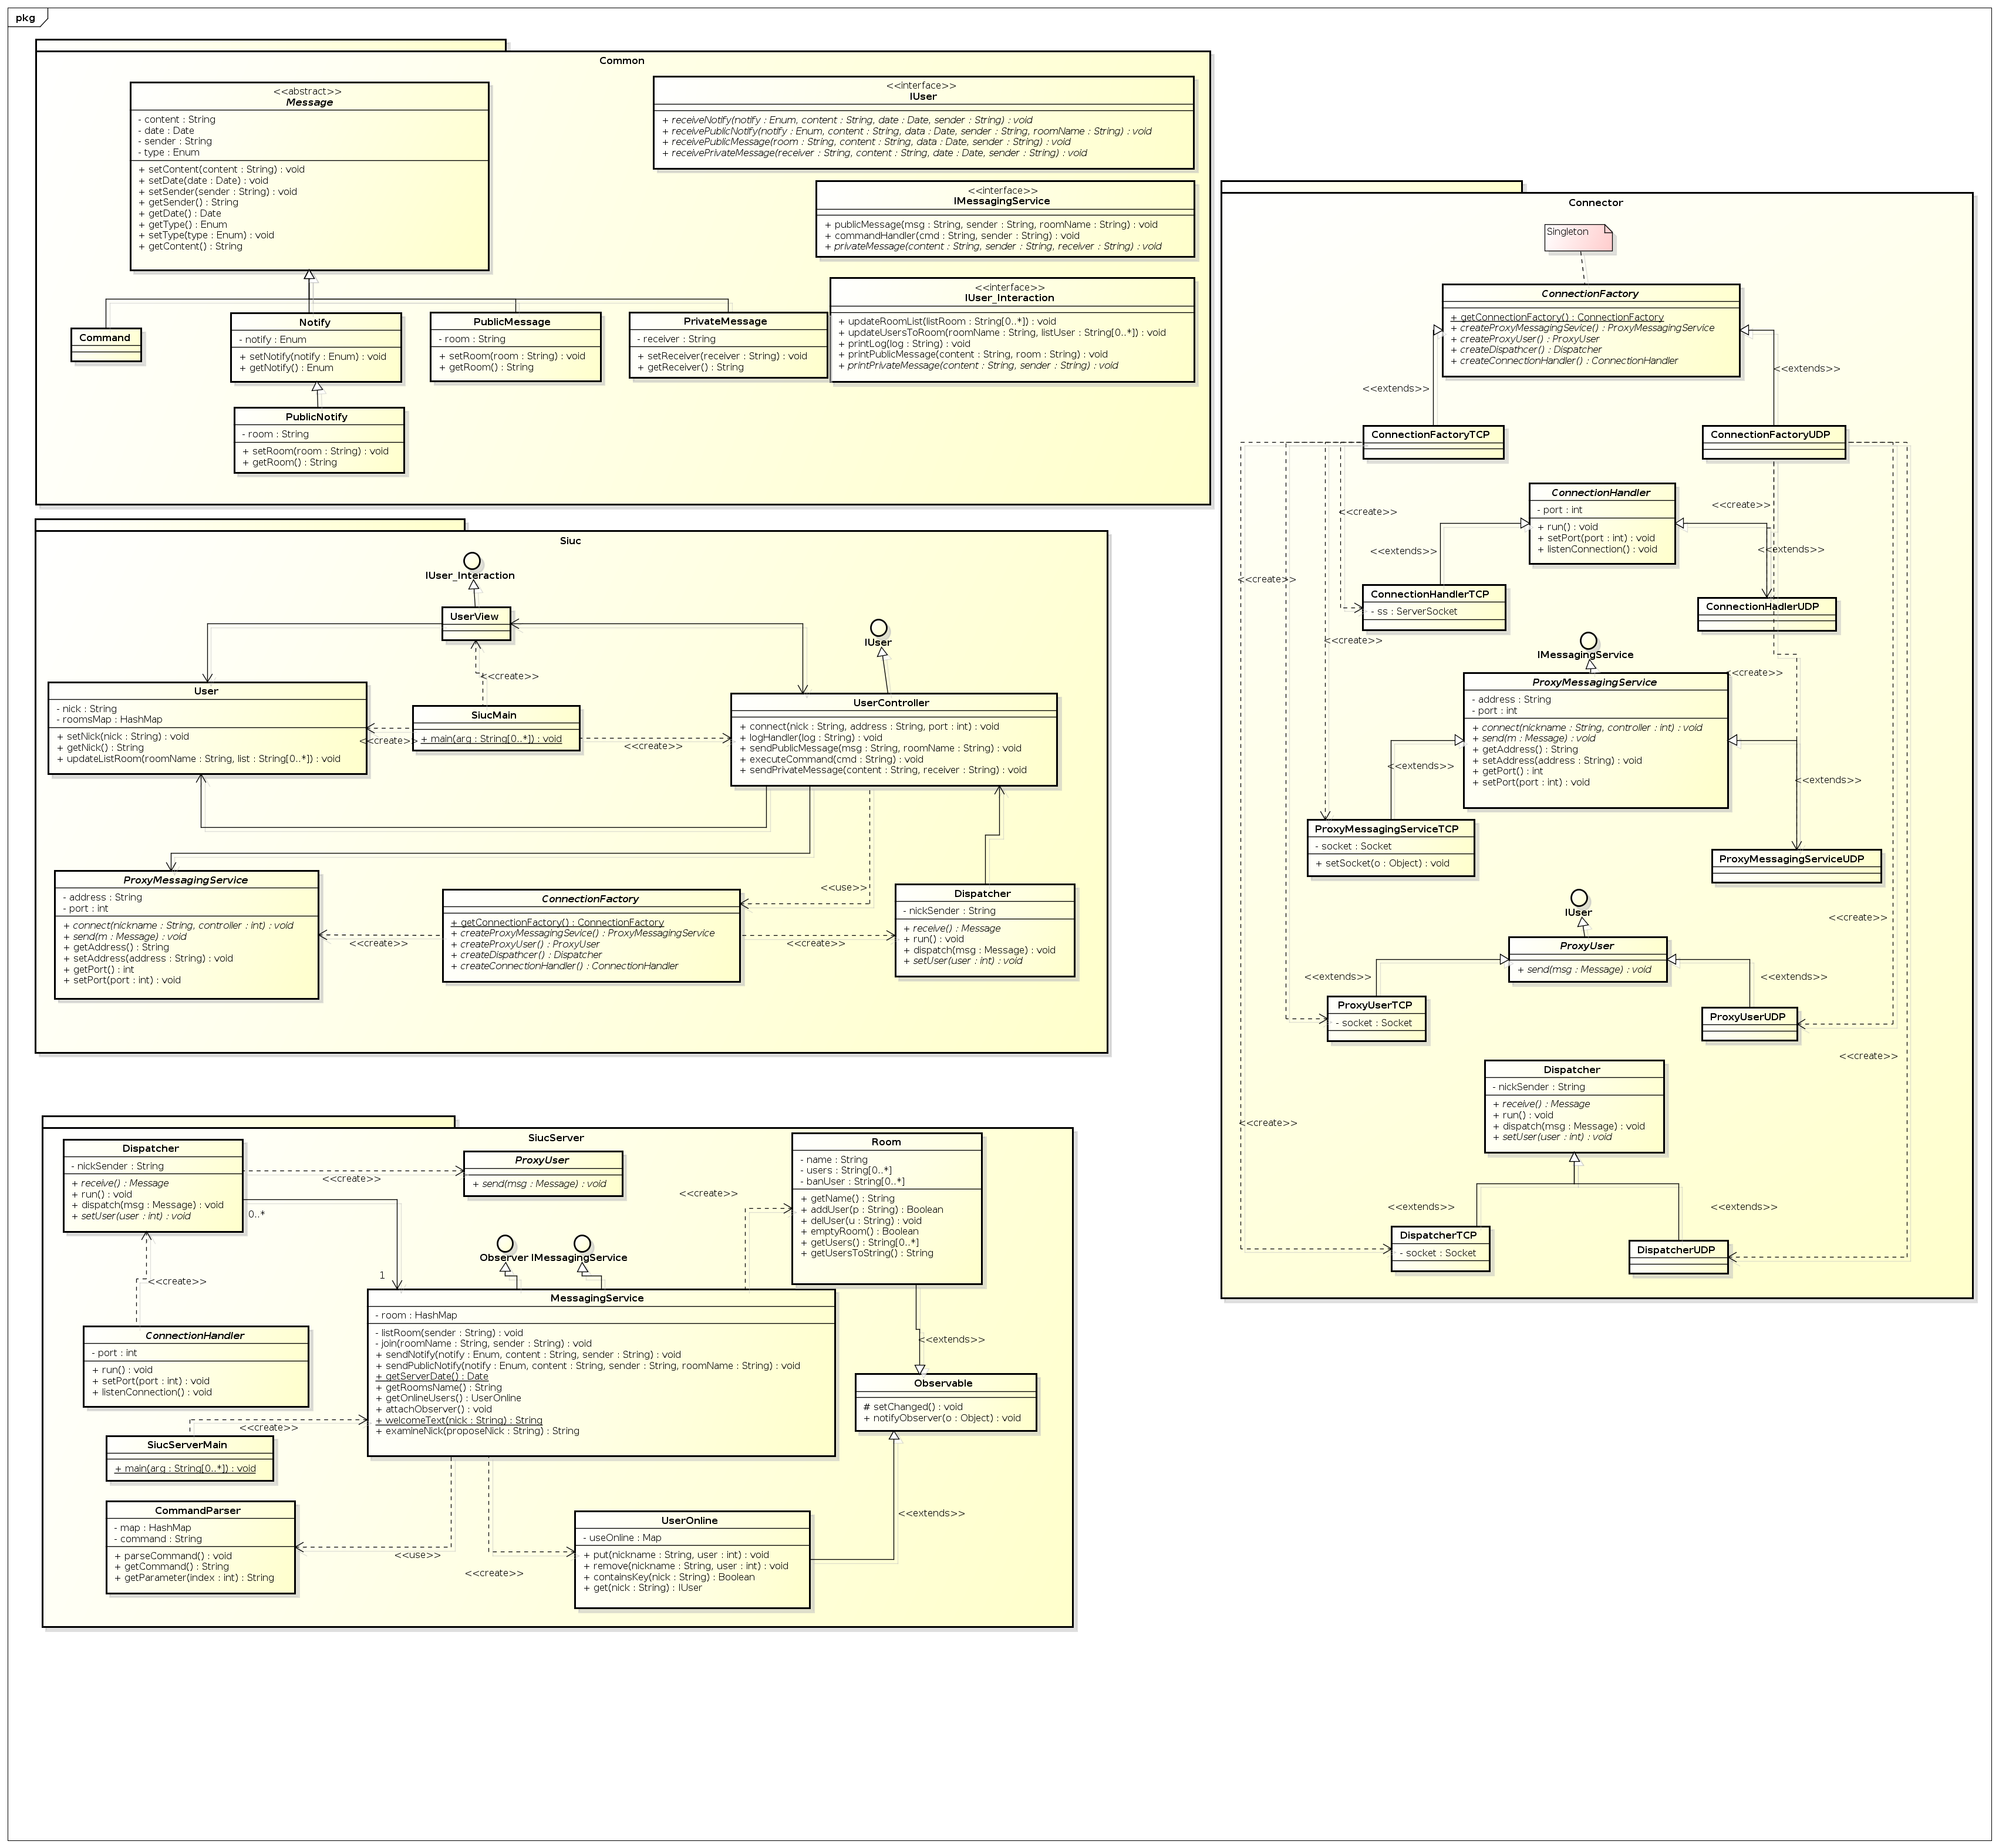 pkg
Common
<<abstract>>
Message
- content : String
- date : Date
- sender : String
- type : Enum
+ setContent(content : String) : void
+ setDate(date : Date) : void
+ setSender(sender : String) : void
+ getSender() : String
+ getDate() : Date
+ getType() : Enum
+ setType(type : Enum) : void
+ getContent() : String
<<interface>>
IUser
+ receiveNotify(notify : Enum, content : String, date : Date, sender : String) : void
+ receivePublicNotify(notify : Enum, content : String, data : Date, sender : String, roomName : String) : void
+ receivePublicMessage(room : String, content : String, data : Date, sender : String) : void
+ receivePrivateMessage(receiver : String, content : String, date : Date, sender : String) : void
<<interface>>
IMessagingService
+ publicMessage(msg : String, sender : String, roomName : String) : void
+ commandHandler(cmd : String, sender : String) : void
+ privateMessage(content : String, sender : String, receiver : String) : void
<<interface>>
IUser_Interaction
+ updateRoomList(listRoom : String[0..*]) : void
+ updateUsersToRoom(roomName : String, listUser : String[0..*]) : void
+ printLog(log : String) : void
+ printPublicMessage(content : String, room : String) : void
+ printPrivateMessage(content : String, sender : String) : void
Command
Notify
- notify : Enum
+ setNotify(notify : Enum) : void
+ getNotify() : Enum
PublicMessage
- room : String
+ setRoom(room : String) : void
+ getRoom() : String
PrivateMessage
- receiver : String
+ setReceiver(receiver : String) : void
+ getReceiver() : String
PublicNotify
- room : String
+ setRoom(room : String) : void
+ getRoom() : String
Siuc
IUser_Interaction
UserView
IUser
<<create>>
User
- nick : String
- roomsMap : HashMap
+ setNick(nick : String) : void
+ getNick() : String
+ updateListRoom(roomName : String, list : String[0..*]) : void
SiucMain
+ main(arg : String[0..*]) : void
<<create>>
<<create>>
UserController
+ connect(nick : String, address : String, port : int) : void
+ logHandler(log : String) : void
+ sendPublicMessage(msg : String, roomName : String) : void
+ executeCommand(cmd : String) : void
+ sendPrivateMessage(content : String, receiver : String) : void
ProxyMessagingService
- address : String
- port : int
+ connect(nickname : String, controller : int) : void
+ send(m : Message) : void
+ getAddress() : String
+ setAddress(address : String) : void
+ getPort() : int
+ setPort(port : int) : void
<<create>>
ConnectionFactory
+ getConnectionFactory() : ConnectionFactory
+ createProxyMessagingSevice() : ProxyMessagingService
+ createProxyUser() : ProxyUser
+ createDispathcer() : Dispatcher
+ createConnectionHandler() : ConnectionHandler
<<use>>
<<create>>
Dispatcher
- nickSender : String
+ receive() : Message
+ run() : void
+ dispatch(msg : Message) : void
+ setUser(user : int) : void
SiucServer
Dispatcher
- nickSender : String
+ receive() : Message
+ run() : void
+ dispatch(msg : Message) : void
+ setUser(user : int) : void
<<create>>
0..*
1
ProxyUser
+ send(msg : Message) : void
<<create>>
Room
- name : String
- users : String[0..*]
- banUser : String[0..*]
+ getName() : String
+ addUser(p : String) : Boolean
+ delUser(u : String) : void
+ emptyRoom() : Boolean
+ getUsers() : String[0..*]
+ getUsersToString() : String
Observer
IMessagingService
<<create>>
ConnectionHandler
- port : int
+ run() : void
+ setPort(port : int) : void
+ listenConnection() : void
MessagingService
- room : HashMap
- listRoom(sender : String) : void
- join(roomName : String, sender : String) : void
+ sendNotify(notify : Enum, content : String, sender : String) : void
+ sendPublicNotify(notify : Enum, content : String, sender : String, roomName : String) : void
+ getServerDate() : Date
+ getRoomsName() : String
+ getOnlineUsers() : UserOnline
+ attachObserver() : void
+ welcomeText(nick : String) : String
+ examineNick(proposeNick : String) : String
<<extends>>
Observable
# setChanged() : void
+ notifyObserver(o : Object) : void
<<create>>
SiucServerMain
+ main(arg : String[0..*]) : void
CommandParser
- map : HashMap
- command : String
+ parseCommand() : void
+ getCommand() : String
+ getParameter(index : int) : String
<<use>>
<<create>>
UserOnline
- useOnline : Map
+ put(nickname : String, user : int) : void
+ remove(nickname : String, user : int) : void
+ containsKey(nick : String) : Boolean
+ get(nick : String) : IUser
<<extends>>
Connector
Singleton
ConnectionFactory
+ getConnectionFactory() : ConnectionFactory
+ createProxyMessagingSevice() : ProxyMessagingService
+ createProxyUser() : ProxyUser
+ createDispathcer() : Dispatcher
+ createConnectionHandler() : ConnectionHandler
<<extends>>
<<extends>>
ConnectionFactoryTCP
ConnectionFactoryUDP
ConnectionHandler
- port : int
+ run() : void
+ setPort(port : int) : void
+ listenConnection() : void
<<create>>
<<create>>
<<extends>>
<<extends>>
<<create>>
ConnectionHandlerTCP
- ss : ServerSocket
ConnectionHadlerUDP
<<create>>
IMessagingService
<<create>>
ProxyMessagingService
- address : String
- port : int
+ connect(nickname : String, controller : int) : void
+ send(m : Message) : void
+ getAddress() : String
+ setAddress(address : String) : void
+ getPort() : int
+ setPort(port : int) : void
<<extends>>
<<extends>>
ProxyMessagingServiceTCP
- socket : Socket
+ setSocket(o : Object) : void
ProxyMessagingServiceUDP
IUser
<<create>>
ProxyUser
+ send(msg : Message) : void
<<extends>>
<<extends>>
ProxyUserTCP
- socket : Socket
ProxyUserUDP
<<create>>
Dispatcher
- nickSender : String
+ receive() : Message
+ run() : void
+ dispatch(msg : Message) : void
+ setUser(user : int) : void
<<create>>
<<extends>>
<<extends>>
DispatcherTCP
- socket : Socket
DispatcherUDP